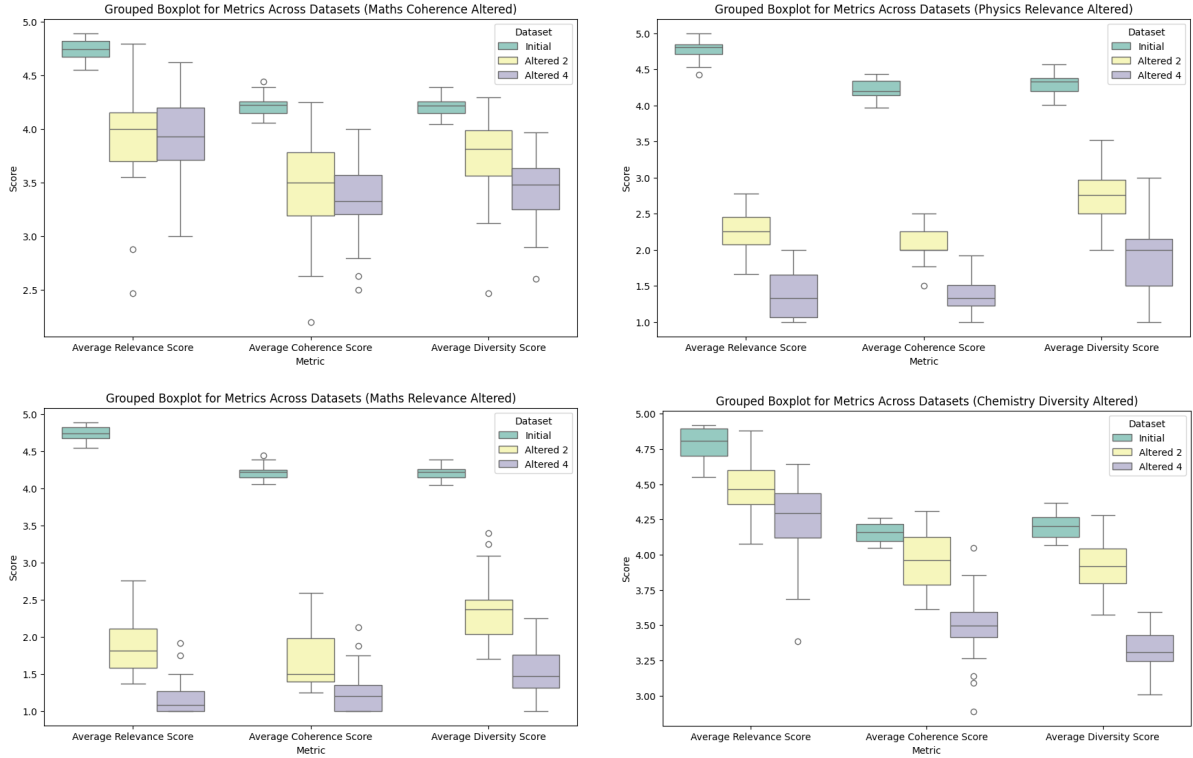 Grouped Boxplot for Metrics Across Datasets (Maths Coherence Altered)
5.0
4.5
4.0
3.5
3.0
2.5
Score
Dataset
Initial
Altered 2
Altered 4
Average Relevance Score
Average Coherence Score
Average Diversity Score
Metric
Grouped Boxplot for Metrics Across Datasets (Physics Relevance Altered)
5.0
4.5
4.0
3.5
3.0
2.5
2.0
1.5
1.0
Score
Dataset
Initial
Altered 2
Altered 4
Average Relevance Score
Average Coherence Score
Average Diversity Score
Metric
Grouped Boxplot for Metrics Across Datasets (Maths Relevance Altered)
5.0
4.5
4.0
3.5
3.0
2.5
2.0
1.5
1.0
Score
Dataset
Initial
Altered 2
Altered 4
Average Relevance Score
Average Coherence Score
Average Diversity Score
Metric
Grouped Boxplot for Metrics Across Datasets (Chemistry Diversity Altered)
5.00
4.75
4.50
4.25
4.00
3.75
3.50
3.25
3.00
Score
Dataset
Initial
Altered 2
Altered 4
Average Relevance Score
Average Coherence Score
Average Diversity Score
Metric